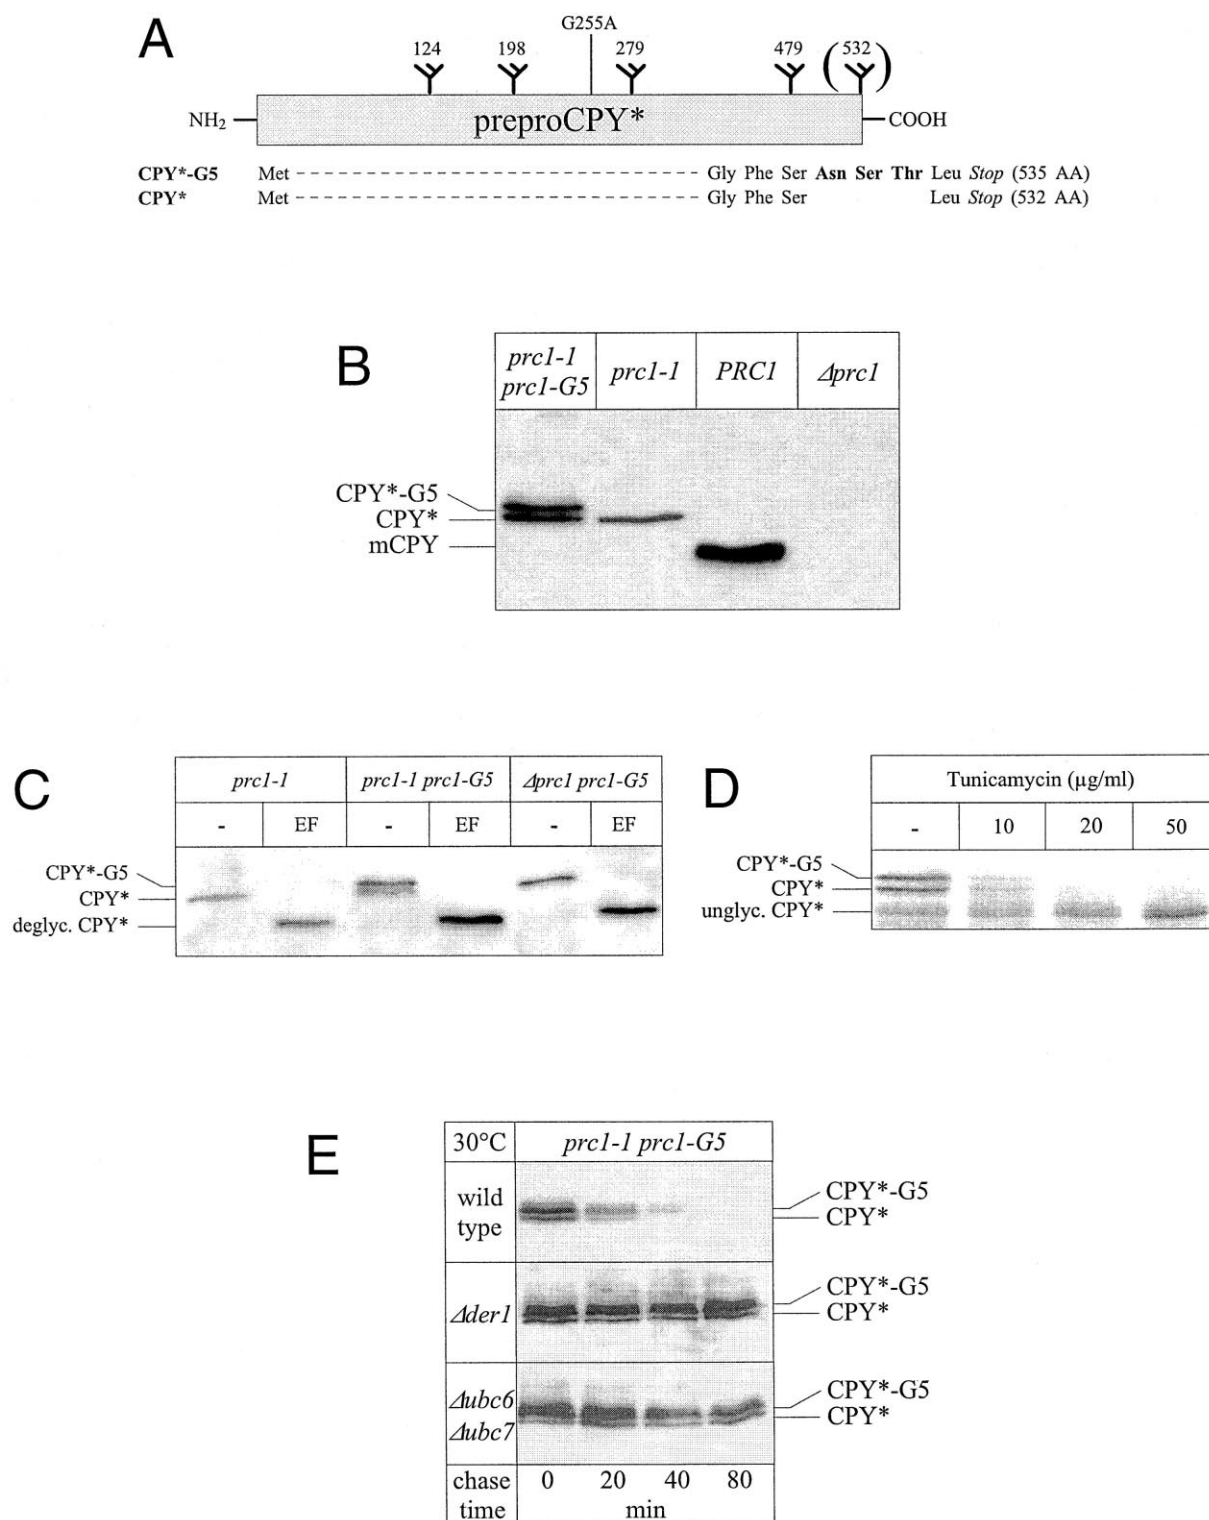 A
G255A
124 198 279 479 (532)
NH₂ preproCPY* COOH
CPY*-G5 Met Gly Phe Ser Asn Ser Thr Leu Stop (535 AA)
CPY* Met Gly Phe Ser Leu Stop (532 AA)
B
prc1-1 prc1-G5
prc1-1
PRC1
Δprc1
CPY*-G5
CPY*
mCPY
C
prc1-1 prc1-1 prc1-G5 Δprc1 prc1-G5
- EF - EF - EF
CPY*-G5
CPY*
deglyc. CPY*
D
Tunicamycin (µg/ml)
- 10 20 50
CPY*-G5
CPY*
unglyc. CPY*
E
30°C prc1-1 prc1-G5
wild
type
CPY*-G5
CPY*
Δder1
CPY*-G5
CPY*
Δubc6
Δubc7
CPY*-G5
CPY*
chase 0 20 40 80
time min